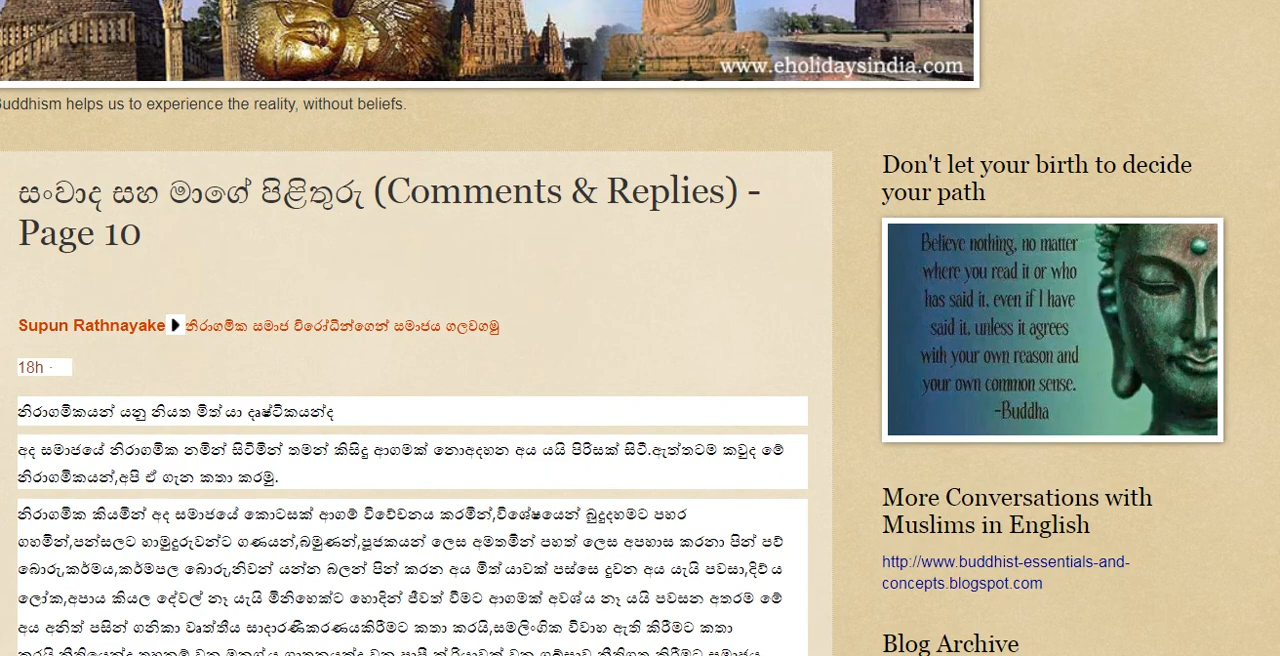 www.eholidaysindia.com
Buddhism helps us to experience the reality, without beliefs.
සංවාද සහ මාගේ පිළිතුරු (Comments & Replies) -
Page 10
Supun Rathnayake නිරාගමික සමාජ විරෝධීන්ගෙන් සමාජය ගලවගමු
18h ·
නිරාගමිකයන් යනු නියත මිත්‍යා දෘෂ්ටිකයන්ද
අද සමාජයේ නිරාගමික නමින් සිටිමින් තමන් කිසිදු ආගමක් නොඅදහන අය යයි පිරිසක් සිටී.ඇත්තටම කවුද මේ
නිරාගමිකයන්,අපි ඒ ගැන කතා කරමු.
නිරාගමික කියමින් අද සමාජයේ කොටසක් ආගම් විවේචනය කරමින්,විශේෂයෙන් බුදුදහමට පහර
ගහමින්,පන්සලට හාමුදුරුවන්ට ගණයන්,බමුණන්,පූජකයන් ලෙස අමතමින් පහත් ලෙස අපහාස කරනා පින් පව්
බොරු,කර්මය,කර්මපල බොරු,නිවන් යන්න බලන් පින් කරන අය මිත්‍යාවක් පස්සෙ දුවන අය යැයි පවසා,දිව්‍ය
ලෝක,අපාය කියල දේවල් නෑ යැයි මිනිහෙක්ට හොදින් ජීවත් වීමට ආගමක් අවශ්‍ය නෑ යයි පවසන අතරම මේ
අය අනිත් පසින් ගනිකා වෘත්තීය සාදාරණීකරණයකිරීමට කතා කරයි,සමලිංගික විවාහ ඇති කිරීමට කතා
Don't let your birth to decide
your path
Believe nothing, no matter
where you read it or who
has said it, even if I have
said it, unless it agrees
with your own reason and
your own common sense.
-Buddha
More Conversations with
Muslims in English
http://www.buddhist-essentials-and-
concepts.blogspot.com
Blog Archive